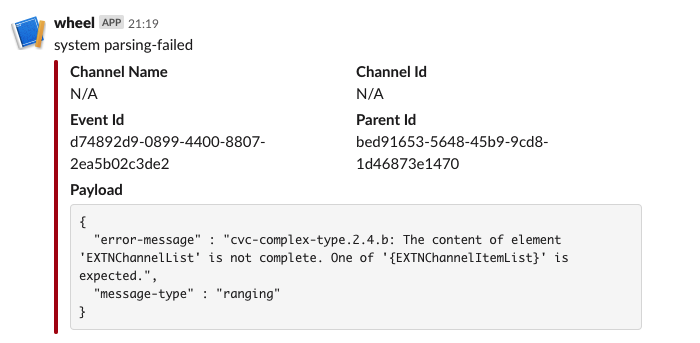 wheel APP 21:19
system parsing-failed
Channel Name Channel Id
N/A N/A
Event Id Parent Id
d74892d9-0899-4400-8807- bed91653-5648-45b9-9cd8-
2ea5b02c3de2 1d46873e1470
Payload
{
  "error-message" : "cvc-complex-type.2.4.b: The content of element
'EXTNChannelList' is not complete. One of '{EXTNChannelItemList}' is
expected.",
  "message-type" : "ranging"
}